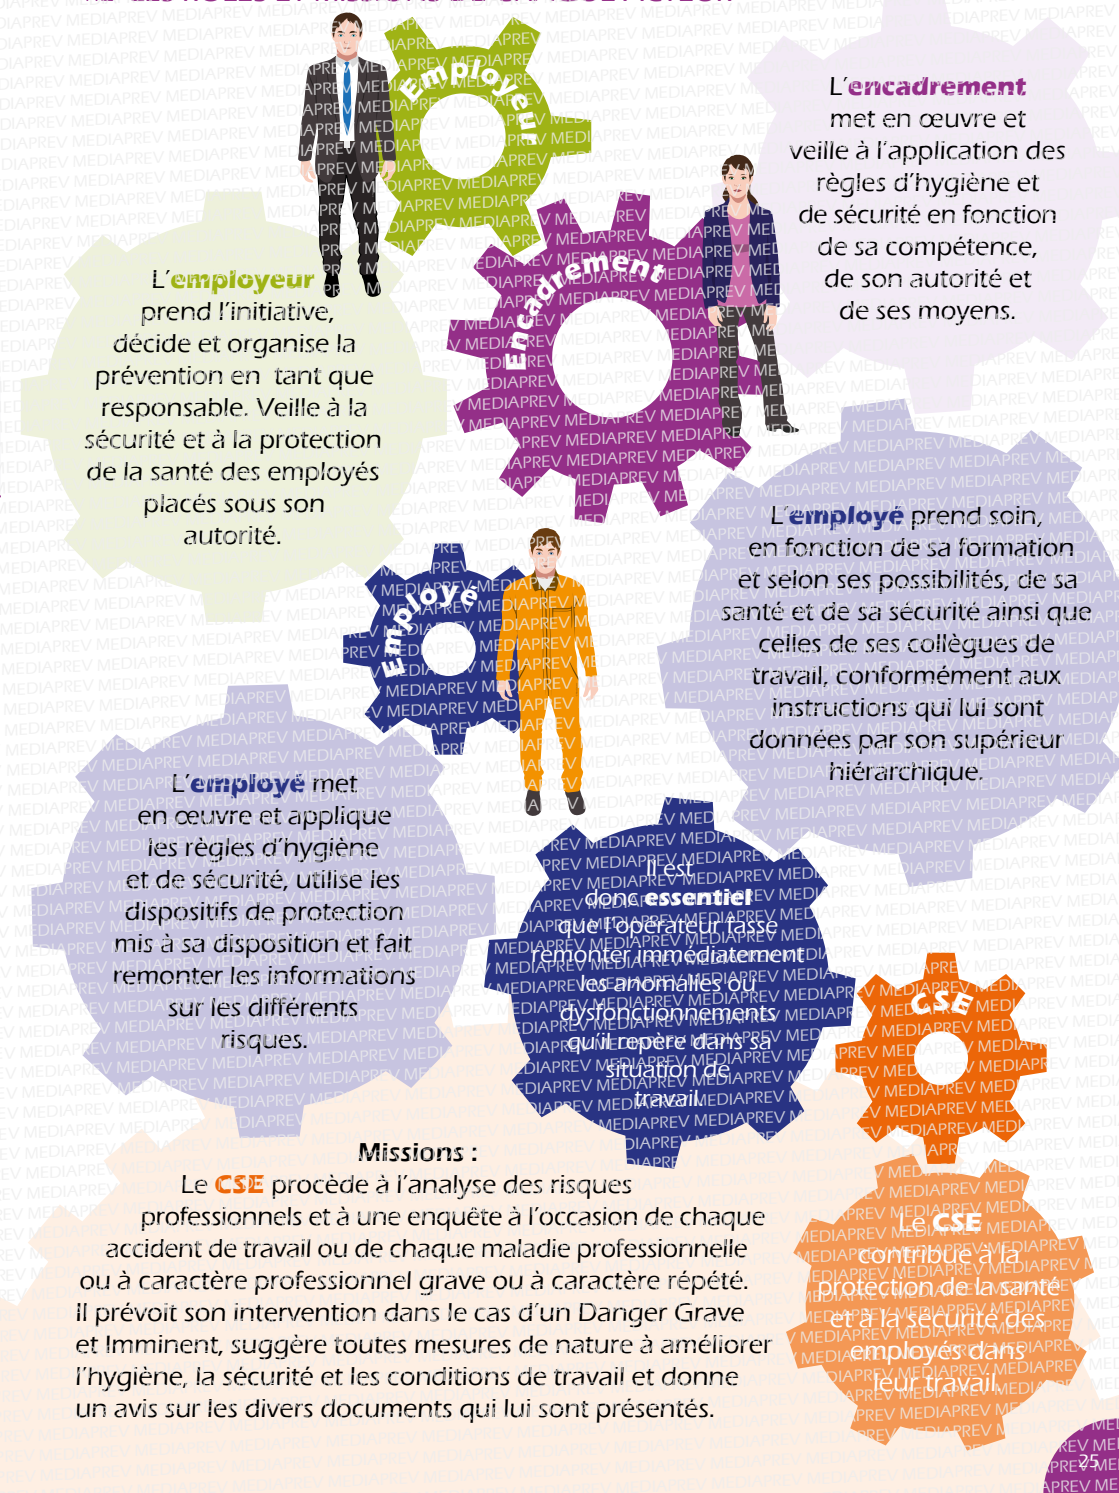 LES RÔLES ET MISSIONS DE CHAQUE ACTEUR
Employeur
L'encadrement
met en œuvre et
veille à l'application des
règles d'hygiène et
de sécurité en fonction
de sa compétence,
de son autorité et
de ses moyens.
Encadrement
L'employeur
prend l'initiative,
décide et organise la
prévention en tant que
responsable. Veille à la
sécurité et à la protection
de la santé des employés
placés sous son
autorité.
L'employé prend soin,
en fonction de sa formation
et selon ses possibilités, de sa
santé et de sa sécurité ainsi que
celles de ses collègues de
travail, conformément aux
instructions qui lui sont
données par son supérieur
hiérarchique.
Employé
L'employé met
en œuvre et applique
les règles d'hygiène
et de sécurité, utilise les
dispositifs de protection
mis à sa disposition et fait
remonter les informations
sur les différents
risques.
Il est
donc essentiel
que l'opérateur fasse
remonter immédiatement
les anomalies ou
dysfonctionnements
qu'il repère dans sa
situation de
travail.
CSE
Missions :
Le CSE procède à l'analyse des risques
professionnels et à une enquête à l'occasion de chaque
accident de travail ou de chaque maladie professionnelle
ou à caractère professionnel grave ou à caractère répété.
Il prévoit son intervention dans le cas d'un Danger Grave
et Imminent, suggère toutes mesures de nature à améliorer
l'hygiène, la sécurité et les conditions de travail et donne
un avis sur les divers documents qui lui sont présentés.
Le CSE
contribue à la
protection de la santé
et à la sécurité des
employés dans
leur travail.
25
MEDIAPREV